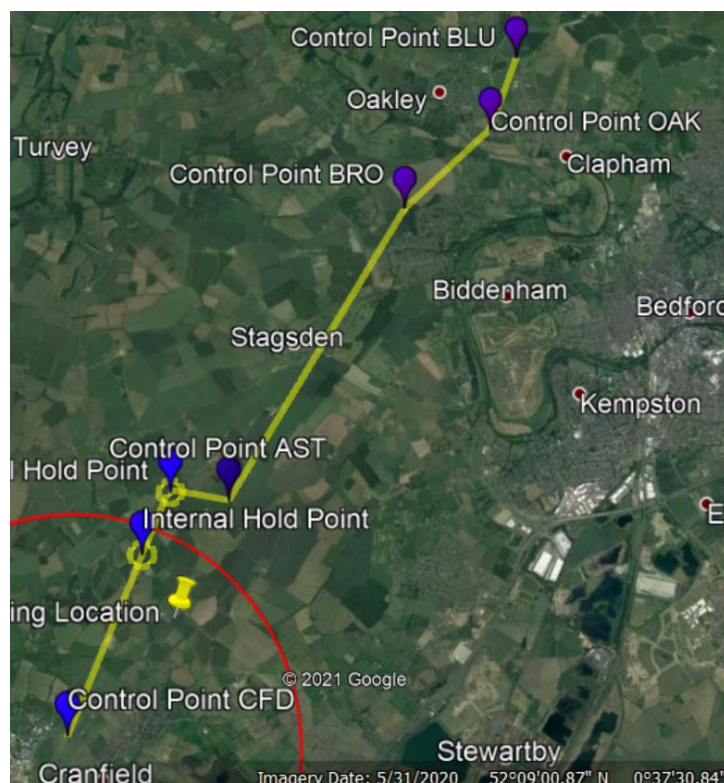 Control Point BLU
Oakley
Control Point OAK
Turvey
Clapham
Control Point BRO
Biddenham
Bedford
Stagsden
Kempston
Control Point AST
l Hold Point
Internal Hold Point
E
ing Location
© 2021 Google
Control Point CFD
Stewartby
Cranfield
Imagery Date: 5/31/2020 52°09'00.87" N 0°37'30.84